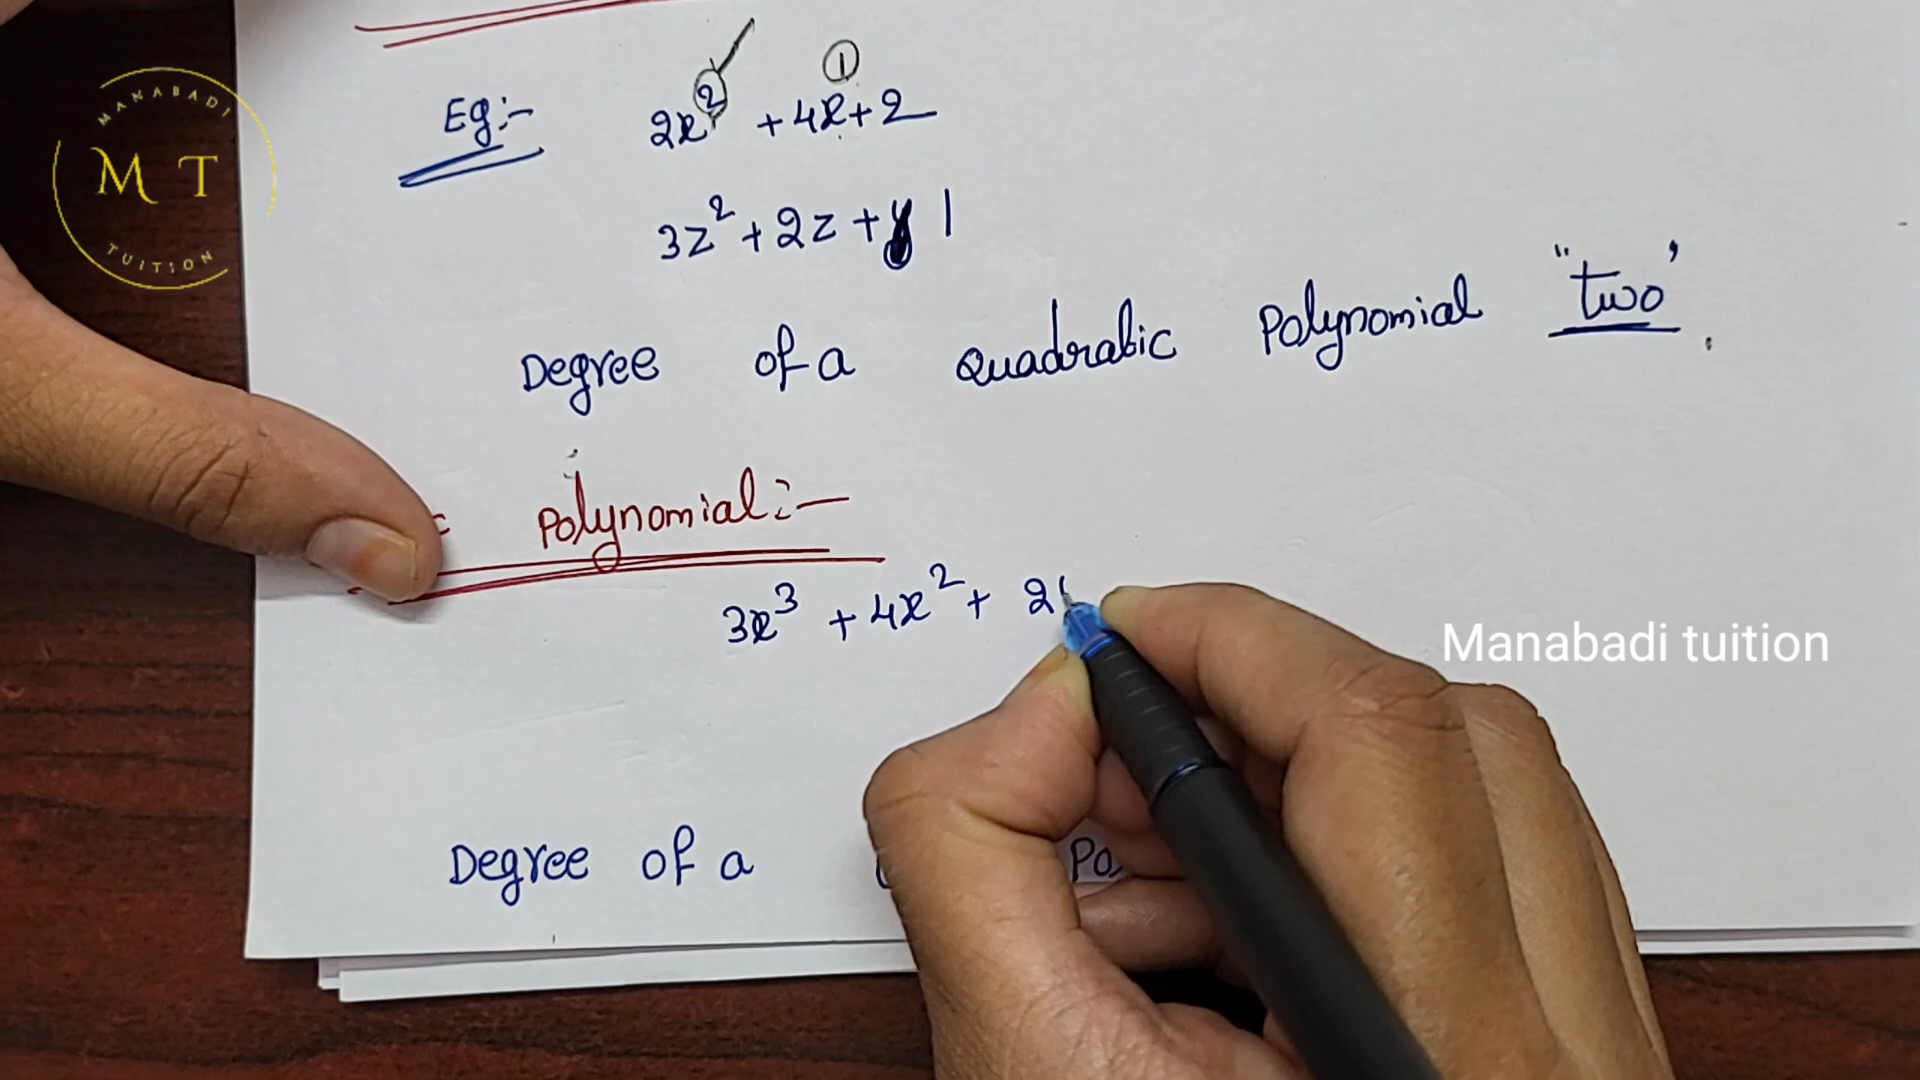 MANABADI
M T
TUITION
Eg:-
2x² + 4x + 2
①
3z² + 2z + 1
Degree of a quadratic Polynomial "two'.
Polynomial:-
3x³ + 4x² + 2
Manabadi tuition
Degree of a